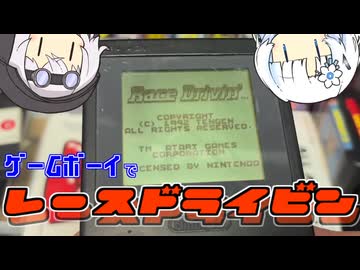 Race Drivin'...
COPYRIGHT
(C) 1992 TENGEN
ALL RIGHTS RESERVED.
TM ATARI GAMES
CORPORATION
LICENSED BY NINTENDO
ゲームボーイで
レースドライビン